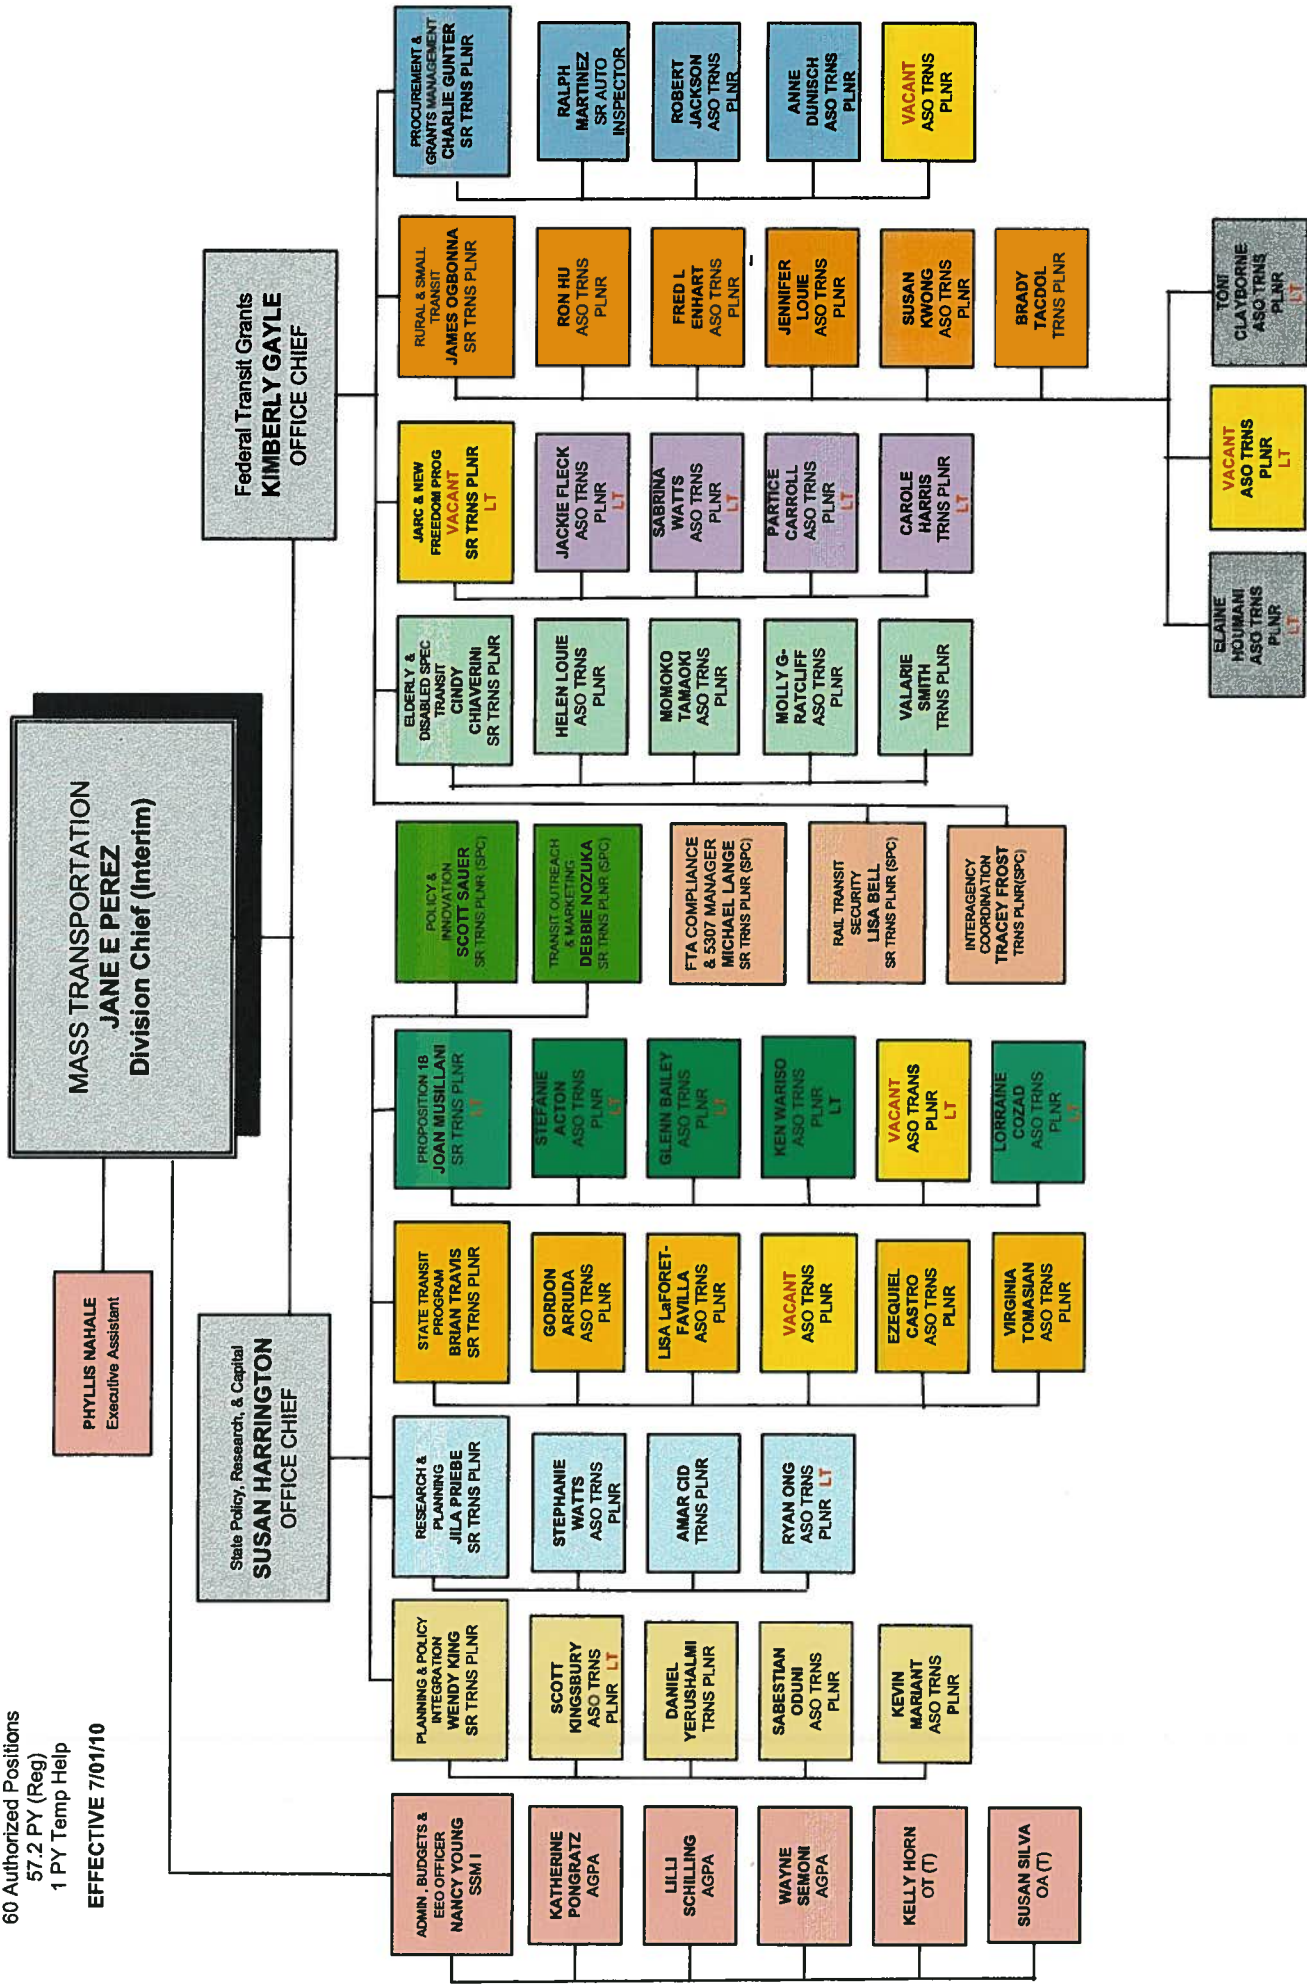 60 Authorized Positions
57.2 PY (Reg)
1 PY Temp Help
EFFECTIVE 7/01/10
MASS TRANSPORTATION
JANE E PEREZ
Division Chief (Interim)
PHYLLIS NAHALE
Executive Assistant
State Policy, Research, & Capital
SUSAN HARRINGTON
OFFICE CHIEF
Federal Transit Grants
KIMBERLY GAYLE
OFFICE CHIEF
ADMIN , BUDGETS &
EEO OFFICER
NANCY YOUNG
SSM I
KATHERINE
PONGRATZ
AGPA
LILLI
SCHILLING
AGPA
WAYNE
SEMONI
AGPA
KELLY HORN
OT (T)
SUSAN SILVA
OA (T)
PLANNING & POLICY
INTEGRATION
WENDY KING
SR TRNS PLNR
SCOTT
KINGSBURY
ASO TRNS
PLNR LT
DANIEL
YERUSHALMI
TRNS PLNR
SABESTIAN
ODUNI
ASO TRNS
PLNR
KEVIN
MARIANT
ASO TRNS
PLNR
RESEARCH &
PLANNING
JILA PRIEBE
SR TRNS PLNR
STEPHANIE
WATTS
ASO TRNS
PLNR
AMAR CID
TRNS PLNR
RYAN ONG
ASO TRNS
PLNR LT
STATE TRANSIT
PROGRAM
BRIAN TRAVIS
SR TRNS PLNR
GORDON
ARRUDA
ASO TRNS
PLNR
LISA LaFORET-
FAVILLA
ASO TRNS
PLNR
VACANT
ASO TRNS
PLNR
EZEQUIEL
CASTRO
ASO TRNS
PLNR
VIRGINIA
TOMASIAN
ASO TRNS
PLNR
PROPOSITION 1B
JOAN MUSILLANI
SR TRNS PLNR
LT
STEFANIE
ACTON
ASO TRNS
PLNR
LT
GLENN BAILEY
ASO TRNS
PLNR
LT
KEN WARISO
ASO TRNS
PLNR
LT
VACANT
ASO TRANS
PLNR
LT
LORRAINE
COZAD
ASO TRNS
PLNR
LT
POLICY &
INNOVATION
SCOTT SAUER
SR TRNS PLNR (SPC)
TRANSIT OUTREACH
& MARKETING
DEBBIE NOZUKA
SR TRNS PLNR (SPC)
FTA COMPLIANCE
& 5307 MANAGER
MICHAEL LANGE
SR TRNS PLNR (SPC)
RAIL TRANSIT
SECURITY
LISA BELL
SR TRNS PLNR (SPC)
INTERAGENCY
COORDINATION
TRACEY FROST
TRNS PLNR(SPC)
ELDERLY &
DISABLED SPEC
TRANSIT
CINDY
CHIAVERINI
SR TRNS PLNR
HELEN LOUIE
ASO TRNS
PLNR
MOMOKO
TAMAOKI
ASO TRNS
PLNR
MOLLY G-
RATCLIFF
ASO TRNS
PLNR
VALARIE
SMITH
TRNS PLNR
JARC & NEW
FREEDOM PROG
VACANT
SR TRNS PLNR
LT
JACKIE FLECK
ASO TRNS
PLNR
LT
SABRINA
WATTS
ASO TRNS
PLNR
LT
PARTICE
CARROLL
ASO TRNS
PLNR
LT
CAROLE
HARRIS
TRNS PLNR
LT
RURAL & SMALL
TRANSIT
JAMES OGBONNA
SR TRNS PLNR
RON HU
ASO TRNS
PLNR
FRED L
ENHART
ASO TRNS
PLNR
JENNIFER
LOUIE
ASO TRNS
PLNR
SUSAN
KWONG
ASO TRNS
PLNR
BRADY
TACDOL
TRNS PLNR
ELAINE
HOUMANI
ASO TRNS
PLNR
LT
VACANT
ASO TRNS
PLNR
LT
TONI
CLAYBORNE
ASO TRNS
PLNR
LT
PROCUREMENT &
GRANTS MANAGEMENT
CHARLIE GUNTER
SR TRNS PLNR
RALPH
MARTINEZ
SR AUTO
INSPECTOR
ROBERT
JACKSON
ASO TRNS
PLNR
ANNE
DUNISCH
ASO TRNS
PLNR
VACANT
ASO TRNS
PLNR